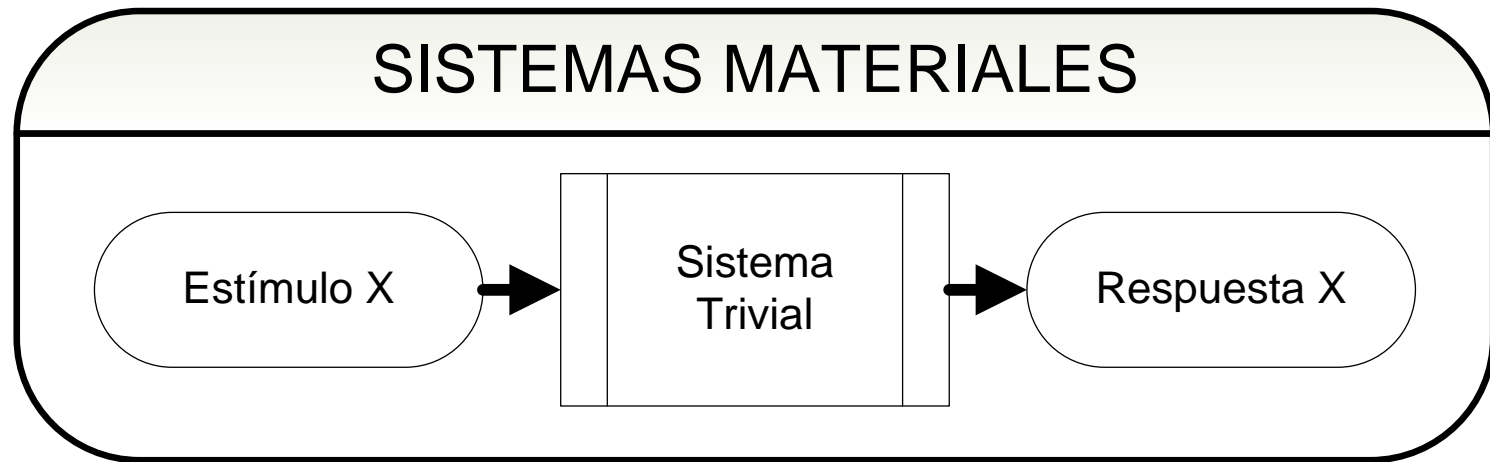 SISTEMAS MATERIALES
Estímulo X
Sistema
Trivial
Respuesta X